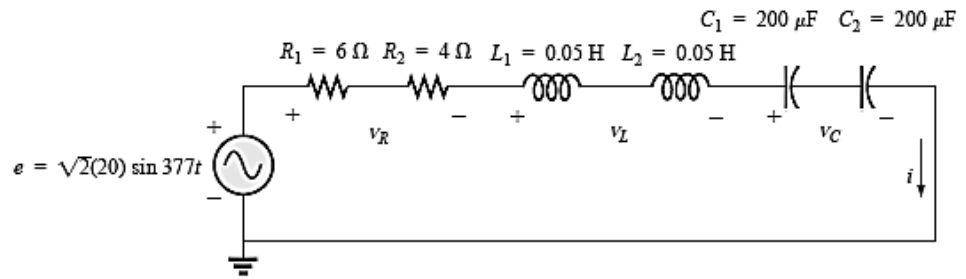 C₁ = 200 μF C₂ = 200 μF
R₁ = 6 Ω R₂ = 4 Ω L₁ = 0.05 H L₂ = 0.05 H
+ − + − + −
v_R v_L v_C
+
e = √2(20) sin 377t
−
i